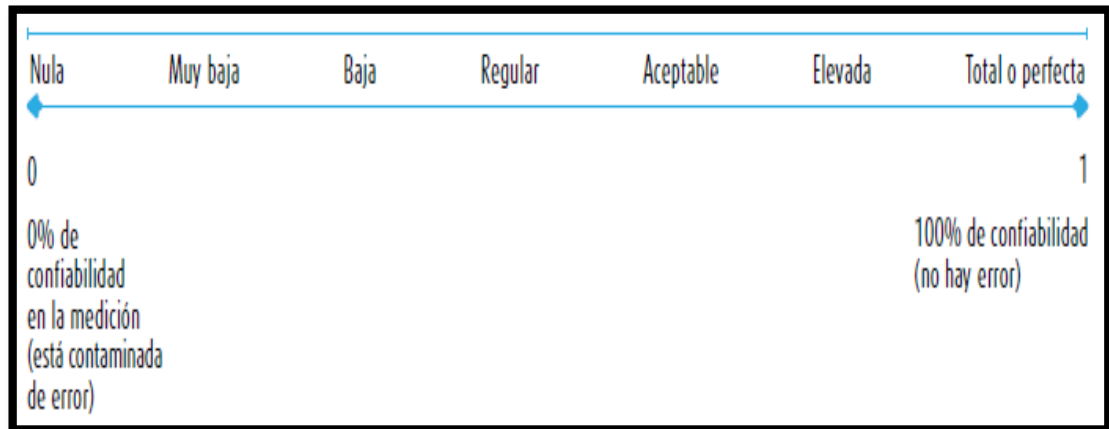 Nula Muy baja Baja Regular Aceptable Elevada Total o perfecta
0 1
0% de
confiabilidad
en la medición
(está contaminada
de error)
100% de confiabilidad
(no hay error)